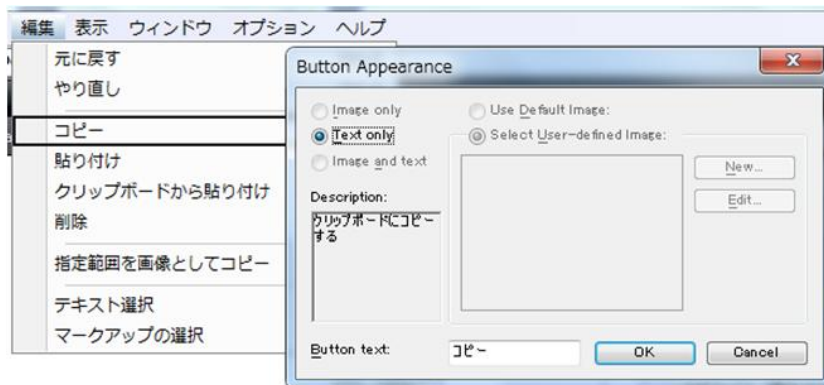 編集 表示 ウィンドウ オプション ヘルプ
元に戻す
やり直し
コピー
貼り付け
クリップボードから貼り付け
削除
指定範囲を画像としてコピー
テキスト選択
マークアップの選択
Button Appearance
Image only
Text only
Image and text
Use Default Image:
Select User-defined Image:
New...
Edit...
Description:
クリップボードにコピー
する
Button text:
コピー
OK
Cancel